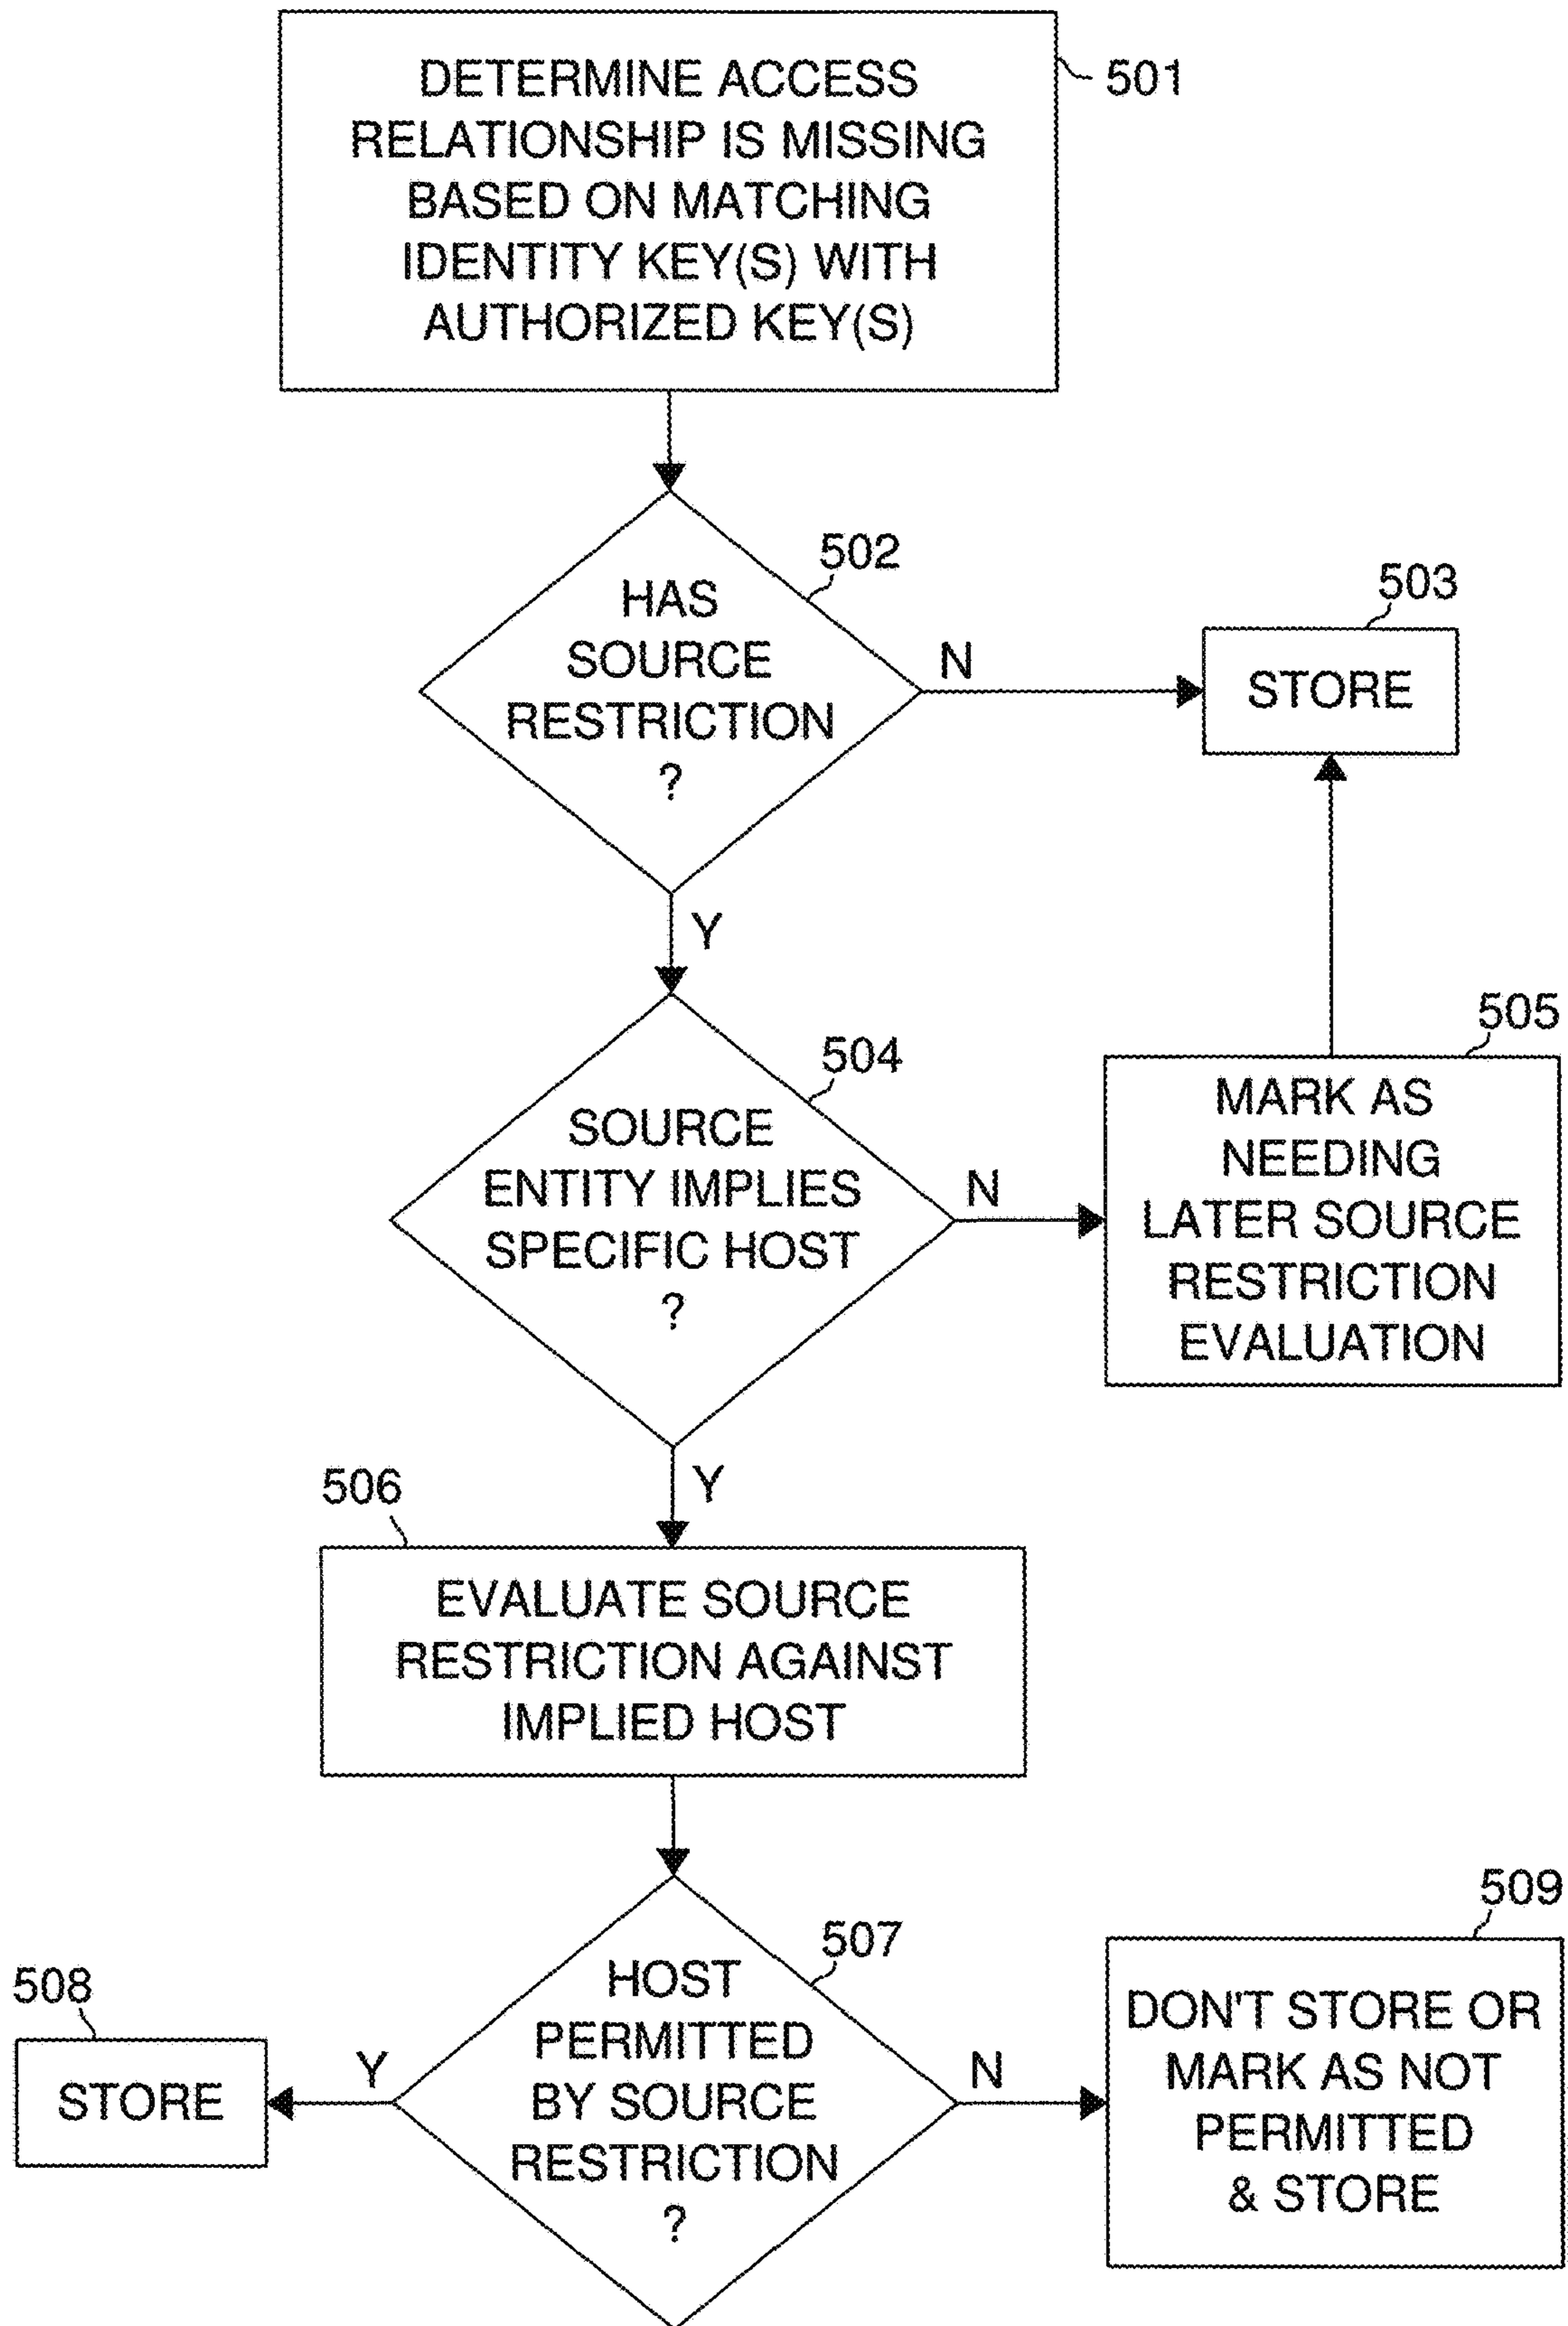 DETERMINE ACCESS
RELATIONSHIP IS MISSING
BASED ON MATCHING
IDENTITY KEY(S) WITH
AUTHORIZED KEY(S)
501
502
HAS
SOURCE
RESTRICTION
?
N
503
STORE
Y
504
SOURCE
ENTITY IMPLIES
SPECIFIC HOST
?
N
505
MARK AS
NEEDING
LATER SOURCE
RESTRICTION
EVALUATION
Y
506
EVALUATE SOURCE
RESTRICTION AGAINST
IMPLIED HOST
507
HOST
PERMITTED
BY SOURCE
RESTRICTION
?
Y
508
STORE
N
509
DON'T STORE OR
MARK AS NOT
PERMITTED
& STORE